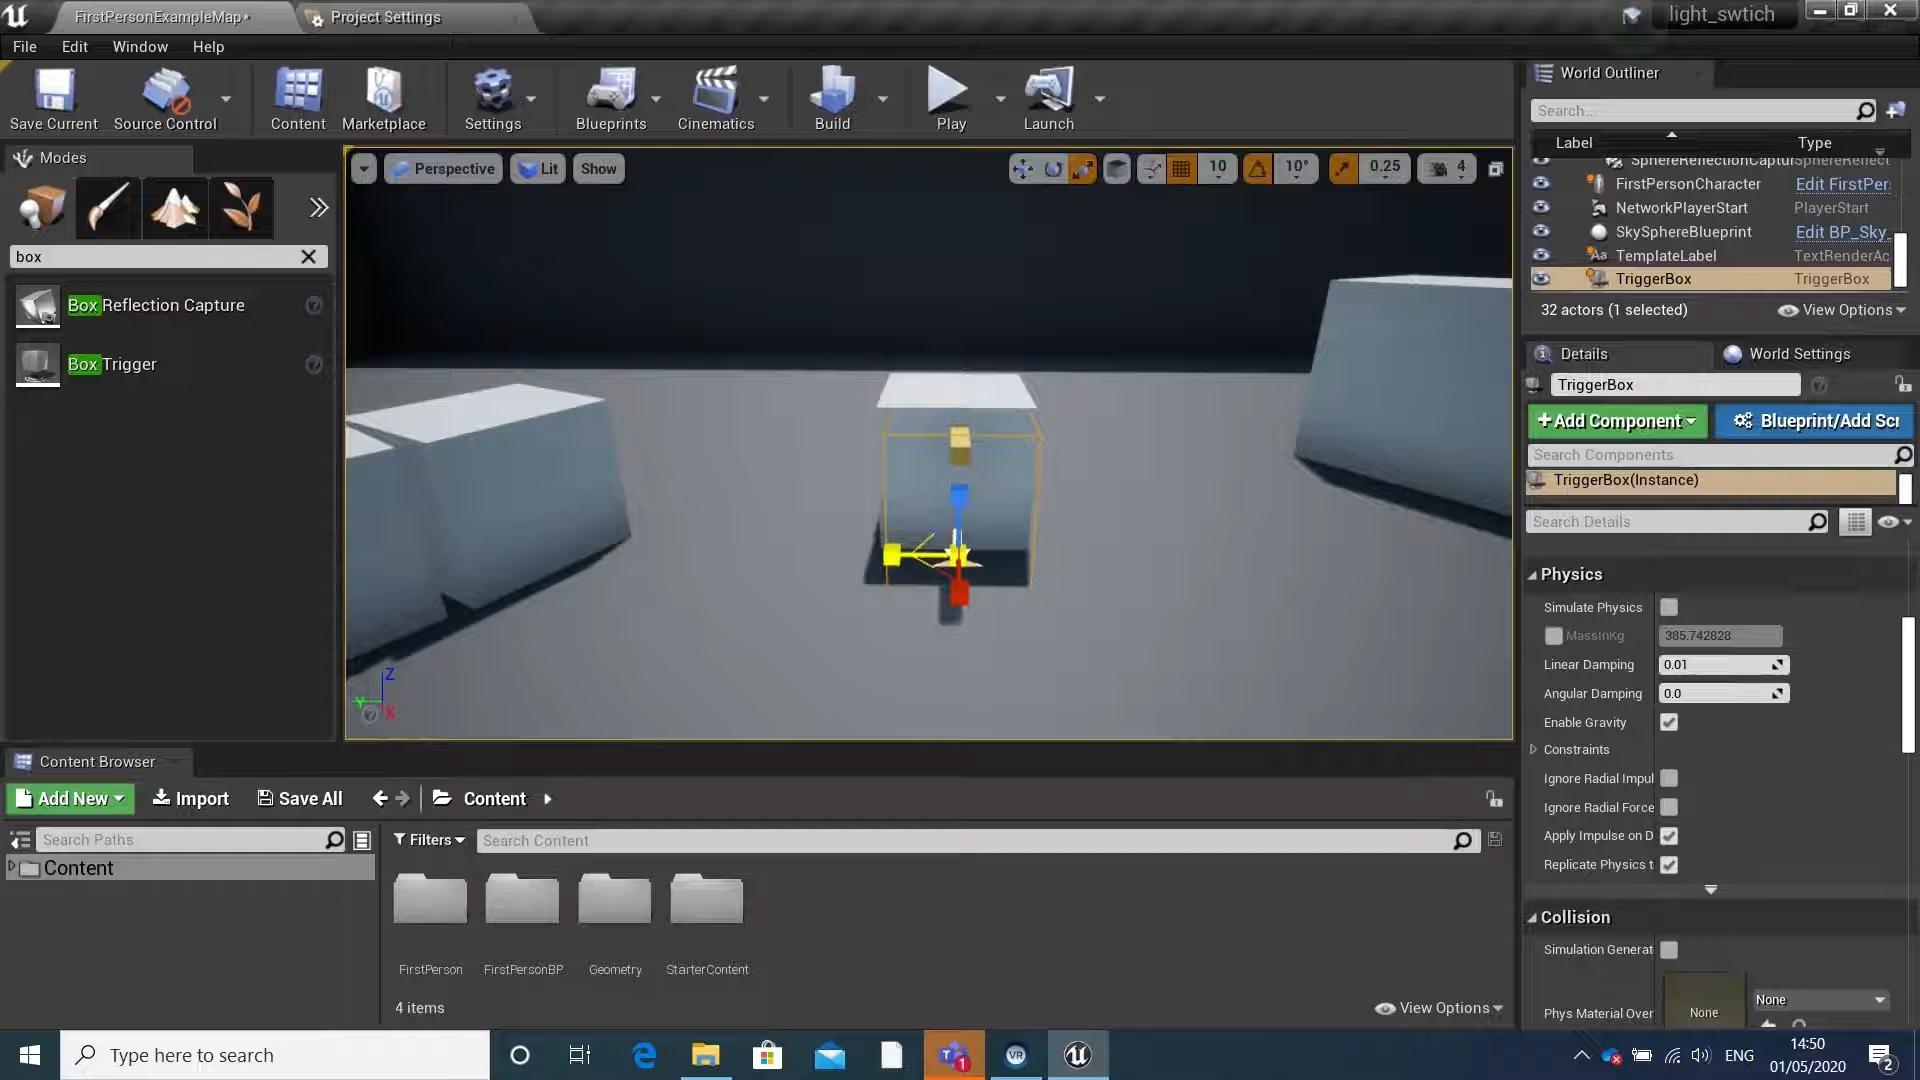 FirstPersonExampleMap*
Project Settings
light_swtich
File Edit Window Help
Save Current
Source Control
Content
Marketplace
Settings
Blueprints
Cinematics
Build
Play
Launch
Modes
box
Box Reflection Capture
Box Trigger
Perspective
Lit
Show
10
10°
0.25
4
Z
Y
X
World Outliner
Search...
Label Type
FirstPersonCharacter Edit FirstPer
NetworkPlayerStart PlayerStart
SkySphereBlueprint Edit BP_Sky_
TemplateLabel TextRenderAc
TriggerBox TriggerBox
32 actors (1 selected)
View Options
Details
World Settings
TriggerBox
+Add Component
Blueprint/Add Scr
Search Components
TriggerBox(Instance)
Search Details
Physics
Simulate Physics
MassInKg 385.742828
Linear Damping 0.01
Angular Damping 0.0
Enable Gravity
Constraints
Ignore Radial Impul
Ignore Radial Force
Apply Impulse on D
Replicate Physics t
Collision
Simulation Generat
Phys Material Over
None
None
Content Browser
Add New
Import
Save All
Content
Search Paths
Content
Filters
Search Content
FirstPerson
FirstPersonBP
Geometry
StarterContent
4 items
View Options
Type here to search
1
VR
ENG
14:50
01/05/2020
2